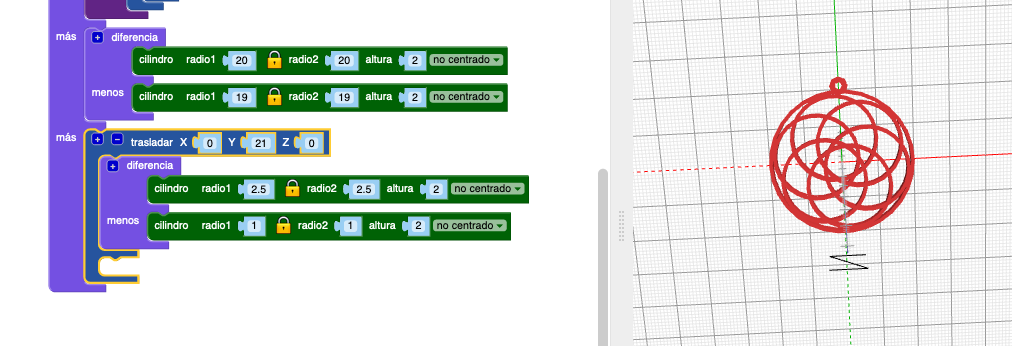 más
diferencia
cilindro radio1 20 radio2 20 altura 2 no centrado
menos
cilindro radio1 19 radio2 19 altura 2 no centrado
más
trasladar X 0 Y 21 Z 0
diferencia
cilindro radio1 2.5 radio2 2.5 altura 2 no centrado
menos
cilindro radio1 1 radio2 1 altura 2 no centrado